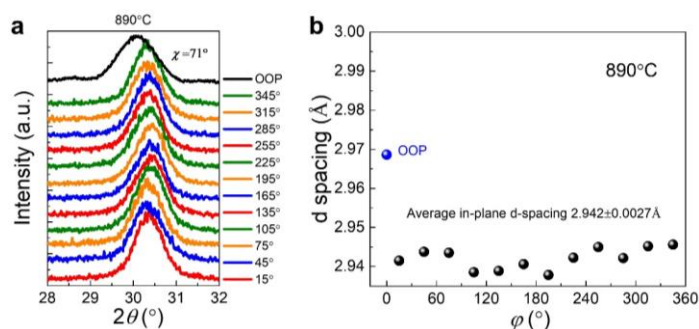 a
890°C
χ=71°
Intensity (a.u.)
OOP
345°
315°
285°
255°
225°
195°
165°
135°
105°
75°
45°
15°
28 29 30 31 32
2θ (°)
b
d spacing (Å)
3.00
2.99
2.98
2.97
2.96
2.95
2.94
890°C
OOP
Average in-plane d-spacing 2.942±0.0027Å
0 60 120 180 240 300 360
φ (°)